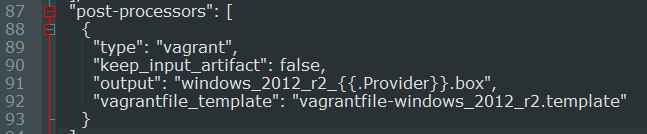 87 "post-processors": [
88 {
89 "type": "vagrant",
90 "keep_input_artifact": false,
91 "output": "windows_2012_r2_{{.Provider}}.box",
92 "vagrantfile_template": "vagrantfile-windows_2012_r2.template"
93 }